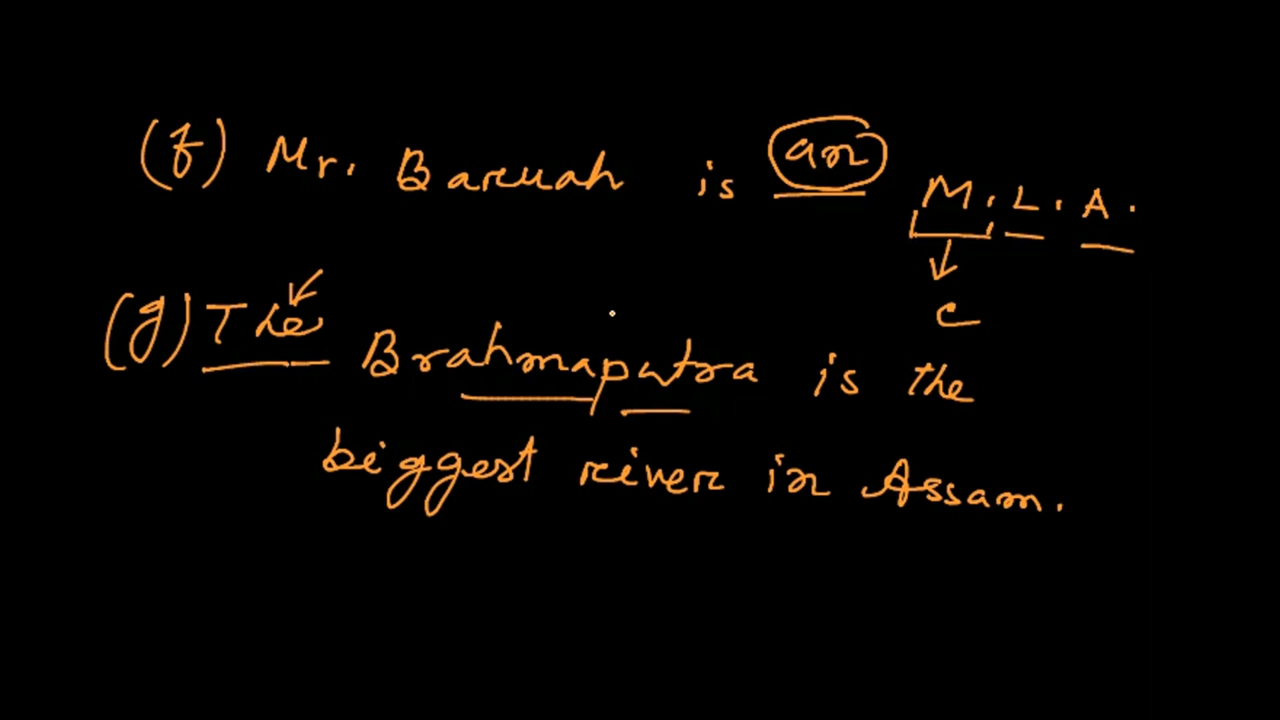 (f) Mr. Baruah is an M.L.A.
C
(g) The Brahmaputra is the
biggest river in Assam.